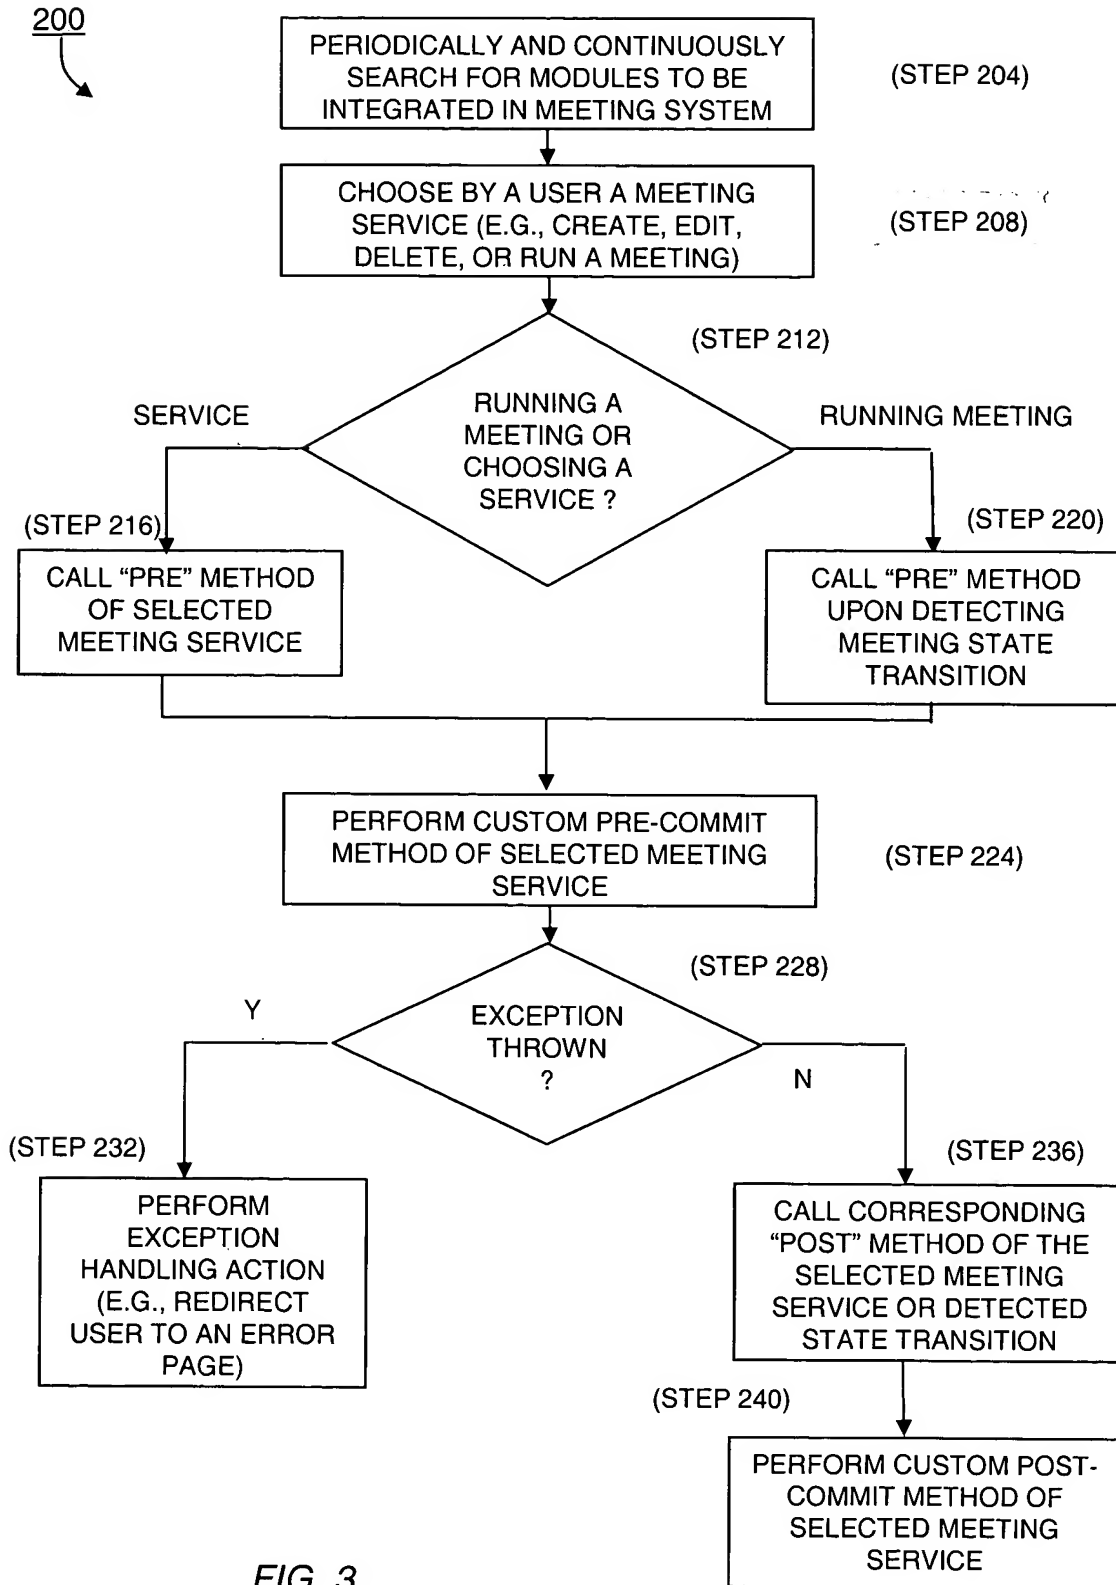 200
PERIODICALLY AND CONTINUOUSLY
SEARCH FOR MODULES TO BE
INTEGRATED IN MEETING SYSTEM
(STEP 204)
CHOOSE BY A USER A MEETING
SERVICE (E.G., CREATE, EDIT,
DELETE, OR RUN A MEETING)
(STEP 208)
(STEP 212)
RUNNING A
MEETING OR
CHOOSING A
SERVICE ?
SERVICE
RUNNING MEETING
(STEP 216)
CALL “PRE” METHOD
OF SELECTED
MEETING SERVICE
(STEP 220)
CALL “PRE” METHOD
UPON DETECTING
MEETING STATE
TRANSITION
PERFORM CUSTOM PRE-COMMIT
METHOD OF SELECTED MEETING
SERVICE
(STEP 224)
(STEP 228)
EXCEPTION
THROWN
?
Y
N
(STEP 232)
PERFORM
EXCEPTION
HANDLING ACTION
(E.G., REDIRECT
USER TO AN ERROR
PAGE)
(STEP 236)
CALL CORRESPONDING
“POST” METHOD OF THE
SELECTED MEETING
SERVICE OR DETECTED
STATE TRANSITION
(STEP 240)
PERFORM CUSTOM POST-
COMMIT METHOD OF
SELECTED MEETING
SERVICE
FIG. 3